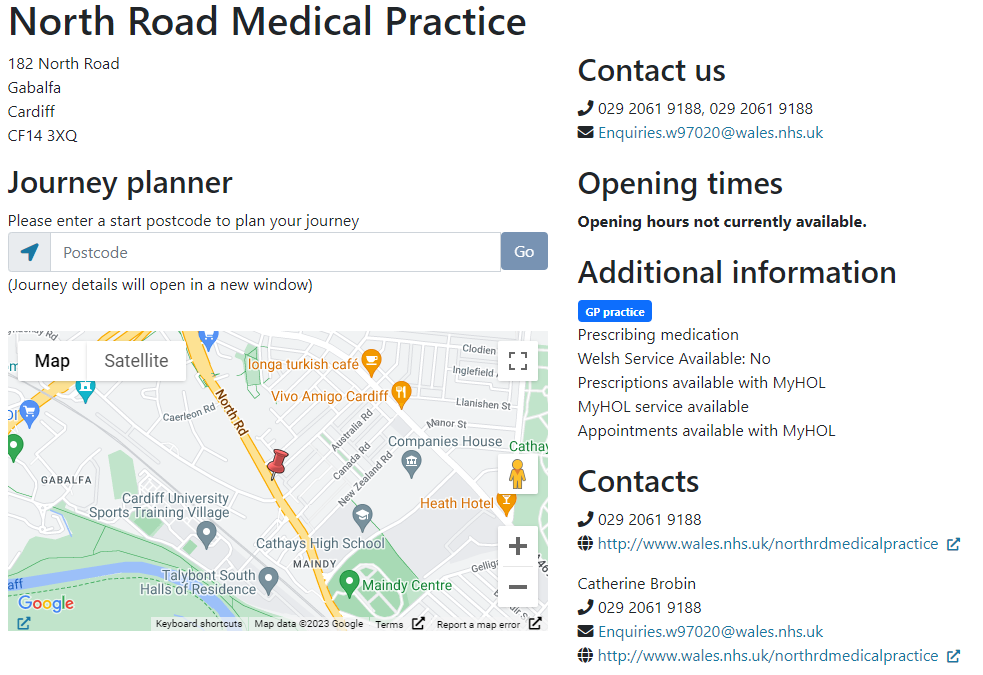 North Road Medical Practice
182 North Road
Gabalfa
Cardiff
CF14 3XQ
Journey planner
Please enter a start postcode to plan your journey
Postcode
Go
(Journey details will open in a new window)
Map
Satellite
Clodien
Inglefield
Llanishen St
Manor St
Ionga turkish café
Vivo Amigo Cardiff
Caerleon Rd
North Rd
Australia Rd
Canada Rd
New Zealand Rd
Companies House
Cathay
GABALFA
Cardiff University
Sports Training Village
Heath Hotel
Cathays High School
MAINDY
Gellig
Talybont South
Halls of Residence
Maindy Centre
aff
Google
Keyboard shortcuts
Map data ©2023 Google
Terms
Report a map error
Contact us
029 2061 9188, 029 2061 9188
Enquiries.w97020@wales.nhs.uk
Opening times
Opening hours not currently available.
Additional information
GP practice
Prescribing medication
Welsh Service Available: No
Prescriptions available with MyHOL
MyHOL service available
Appointments available with MyHOL
Contacts
029 2061 9188
http://www.wales.nhs.uk/northrdmedicalpractice
Catherine Brobin
029 2061 9188
Enquiries.w97020@wales.nhs.uk
http://www.wales.nhs.uk/northrdmedicalpractice